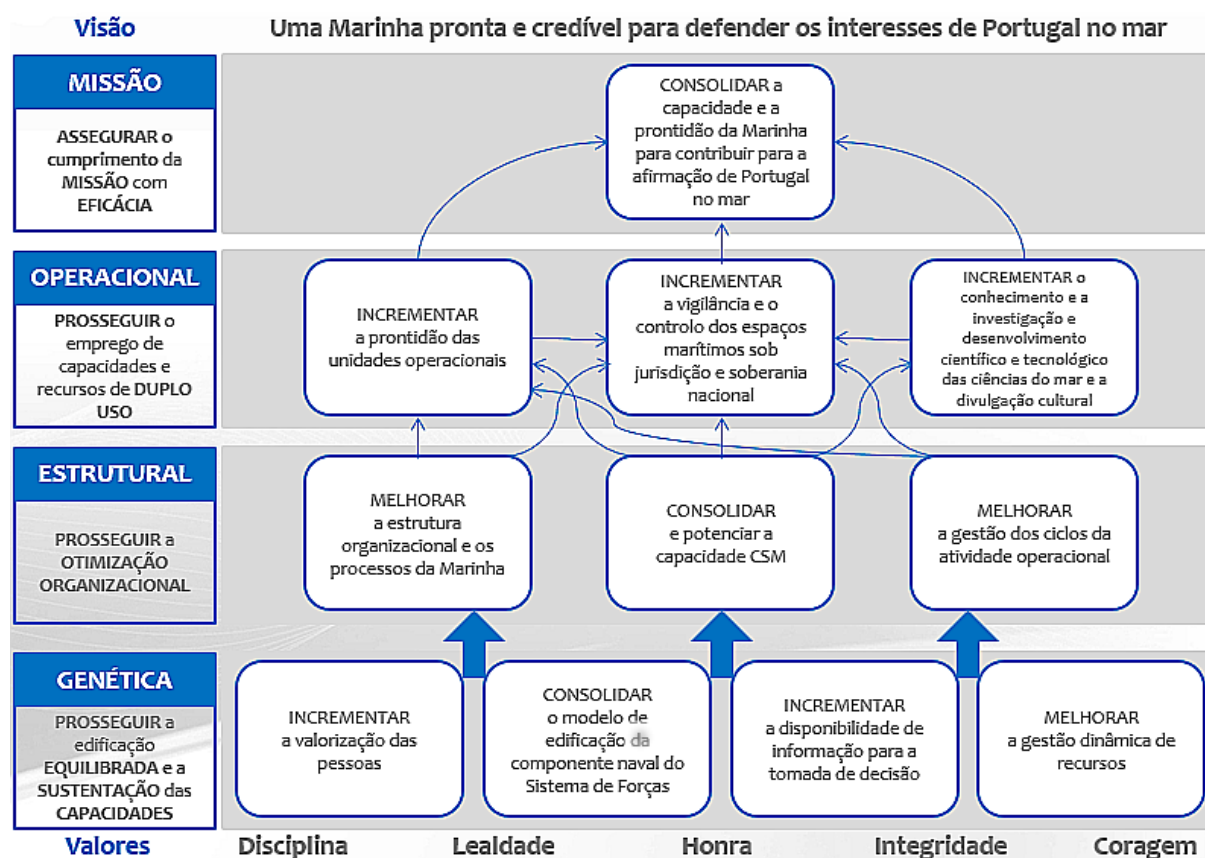 Visão
Uma Marinha pronta e credível para defender os interesses de Portugal no mar
MISSÃO
ASSEGURAR o
cumprimento da
MISSÃO com
EFICÁCIA
CONSOLIDAR a
capacidade e a
prontidão da Marinha
para contribuir para a
afirmação de Portugal
no mar
OPERACIONAL
PROSSEGUIR o
emprego de
capacidades e
recursos de DUPLO
USO
INCREMENTAR
a prontidão das
unidades operacionais
INCREMENTAR
a vigilância e o
controlo dos espaços
marítimos sob
jurisdição e soberania
nacional
INCREMENTAR o
conhecimento e a
investigação e
desenvolvimento
científico e tecnológico
das ciências do mar e a
divulgação cultural
ESTRUTURAL
PROSSEGUIR a
OTIMIZAÇÃO
ORGANIZACIONAL
MELHORAR
a estrutura
organizacional e os
processos da Marinha
CONSOLIDAR
e potenciar a
capacidade CSM
MELHORAR
a gestão dos ciclos da
atividade operacional
GENÉTICA
PROSSEGUIR a
edificação
EQUILIBRADA e a
SUSTENTAÇÃO das
CAPACIDADES
INCREMENTAR
a valorização das
pessoas
CONSOLIDAR
o modelo de
edificação da
componente naval do
Sistema de Forças
INCREMENTAR
a disponibilidade de
informação para a
tomada de decisão
MELHORAR
a gestão dinâmica de
recursos
Valores
Disciplina
Lealdade
Honra
Integridade
Coragem